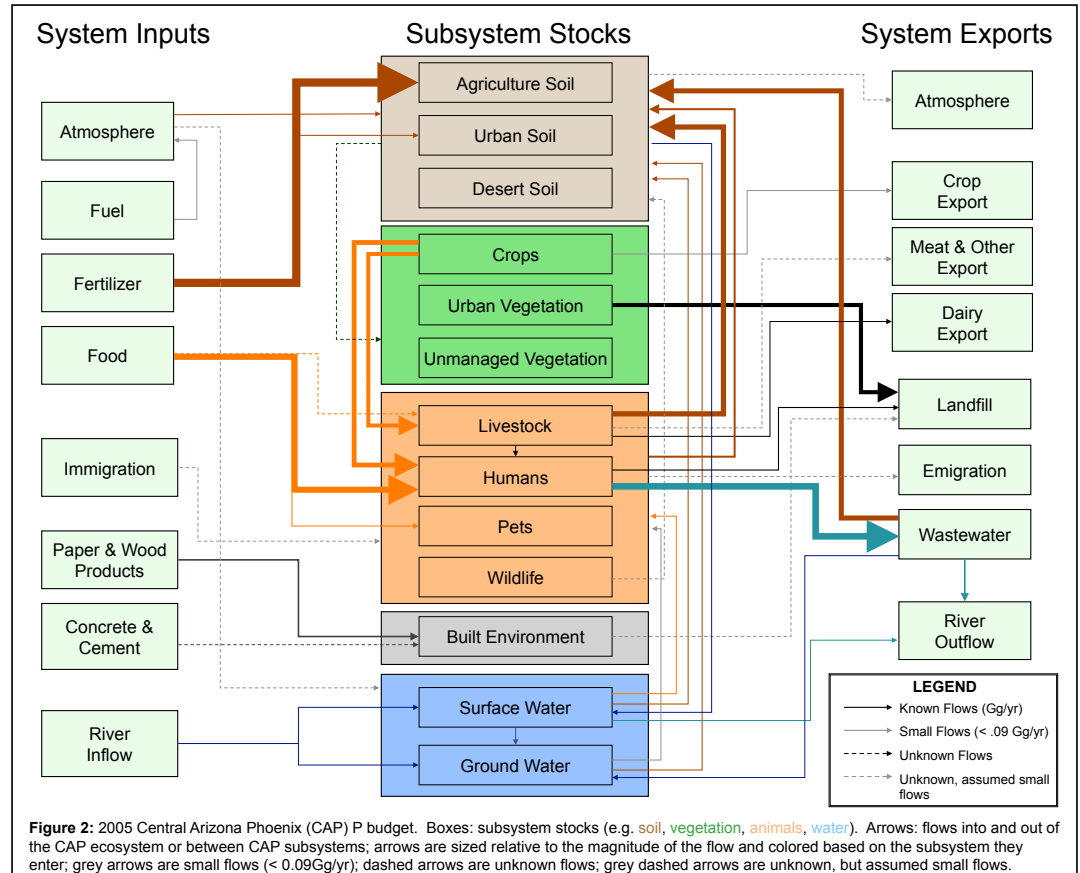 System Inputs
Subsystem Stocks
System Exports
Atmosphere
Fuel
Fertilizer
Food
Immigration
Paper & Wood
Products
Concrete &
Cement
River
Inflow
Agriculture Soil
Urban Soil
Desert Soil
Crops
Urban Vegetation
Unmanaged Vegetation
Livestock
Humans
Pets
Wildlife
Built Environment
Surface Water
Ground Water
Atmosphere
Crop
Export
Meat & Other
Export
Dairy
Export
Landfill
Emigration
Wastewater
River
Outflow
LEGEND
Known Flows (Gg/yr)
Small Flows (< .09 Gg/yr)
Unknown Flows
Unknown, assumed small
flows
Figure 2: 2005 Central Arizona Phoenix (CAP) P budget. Boxes: subsystem stocks (e.g. soil, vegetation, animals, water). Arrows: flows into and out of
the CAP ecosystem or between CAP subsystems; arrows are sized relative to the magnitude of the flow and colored based on the subsystem they
enter; grey arrows are small flows (< 0.09Gg/yr); dashed arrows are unknown flows; grey dashed arrows are unknown, but assumed small flows.